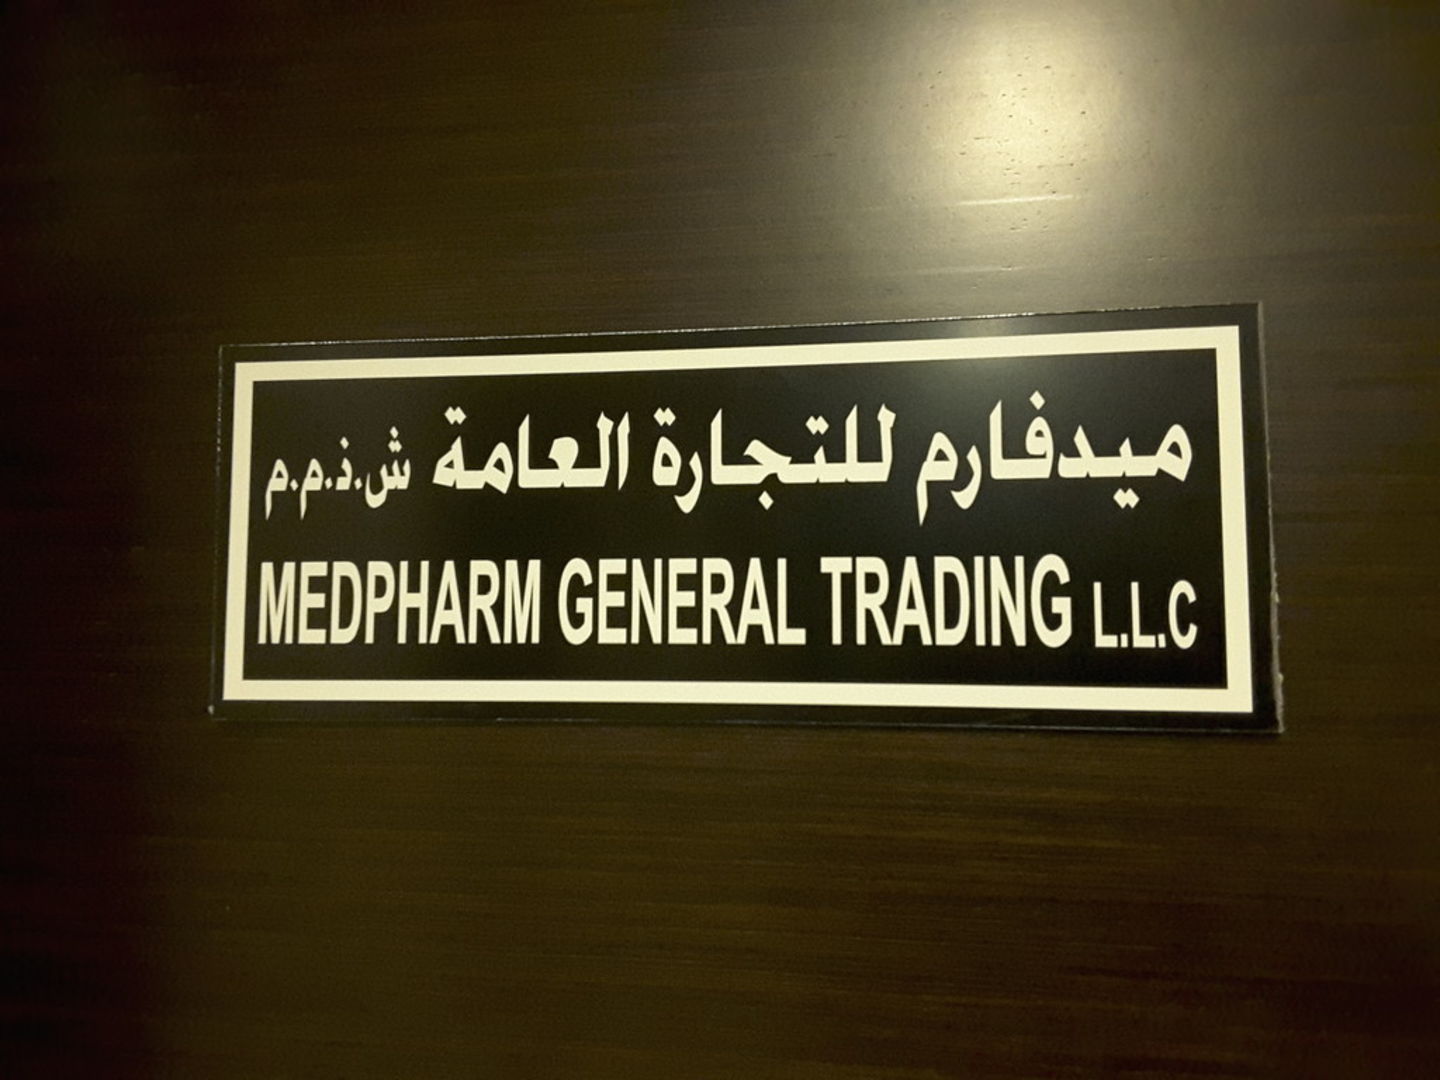 ميدفارم للتجارة العامة ش.ذ.م.م
MEDPHARM GENERAL TRADING L.L.C